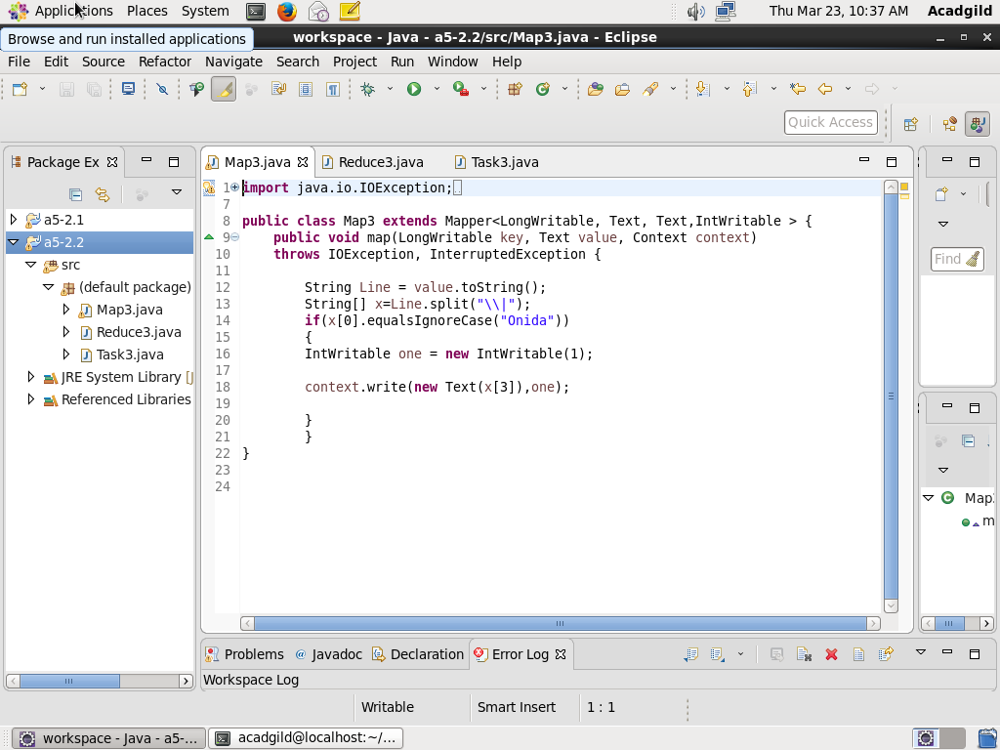 Applications Places System Thu Mar 23, 10:37 AM Acadgild
Browse and run installed applications
workspace - Java - a5-2.2/src/Map3.java - Eclipse
File Edit Source Refactor Navigate Search Project Run Window Help
Quick Access
Package Ex
a5-2.1
a5-2.2
src
(default package)
Map3.java
Reduce3.java
Task3.java
JRE System Library [J
Referenced Libraries
Map3.java Reduce3.java Task3.java
1 import java.io.IOException;
7
8 public class Map3 extends Mapper<LongWritable, Text, Text,IntWritable > {
9 public void map(LongWritable key, Text value, Context context)
10 throws IOException, InterruptedException {
11
12 String Line = value.toString();
13 String[] x=Line.split("\\|");
14 if(x[0].equalsIgnoreCase("Onida"))
15 {
16 IntWritable one = new IntWritable(1);
17
18 context.write(new Text(x[3]),one);
19
20 }
21 }
22 }
23
24
Find
Map3
m
Problems @ Javadoc Declaration Error Log
Workspace Log
Writable Smart Insert 1 : 1
workspace - Java - a5-... acadgild@localhost:~/...